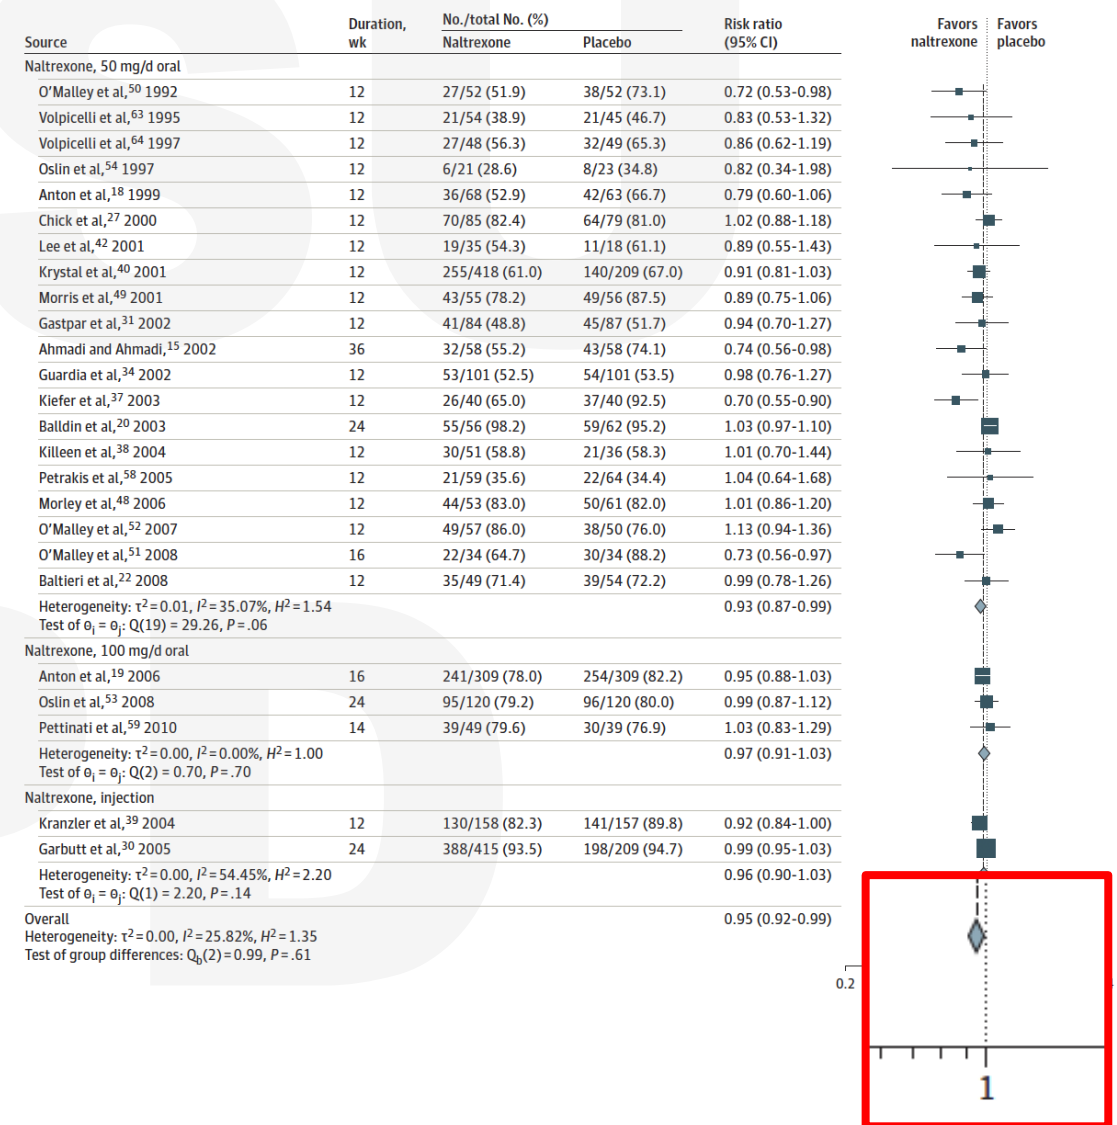 Source Duration, wk No./total No. (%) Naltrexone Placebo Risk ratio (95% CI) Favors naltrexone Favors placebo
Naltrexone, 50 mg/d oral
O'Malley et al,50 1992 12 27/52 (51.9) 38/52 (73.1) 0.72 (0.53-0.98)
Volpicelli et al,63 1995 12 21/54 (38.9) 21/45 (46.7) 0.83 (0.53-1.32)
Volpicelli et al,64 1997 12 27/48 (56.3) 32/49 (65.3) 0.86 (0.62-1.19)
Oslin et al,54 1997 12 6/21 (28.6) 8/23 (34.8) 0.82 (0.34-1.98)
Anton et al,18 1999 12 36/68 (52.9) 42/63 (66.7) 0.79 (0.60-1.06)
Chick et al,27 2000 12 70/85 (82.4) 64/79 (81.0) 1.02 (0.88-1.18)
Lee et al,42 2001 12 19/35 (54.3) 11/18 (61.1) 0.89 (0.55-1.43)
Krystal et al,40 2001 12 255/418 (61.0) 140/209 (67.0) 0.91 (0.81-1.03)
Morris et al,49 2001 12 43/55 (78.2) 49/56 (87.5) 0.89 (0.75-1.06)
Gastpar et al,31 2002 12 41/84 (48.8) 45/87 (51.7) 0.94 (0.70-1.27)
Ahmadi and Ahmadi,15 2002 36 32/58 (55.2) 43/58 (74.1) 0.74 (0.56-0.98)
Guardia et al,34 2002 12 53/101 (52.5) 54/101 (53.5) 0.98 (0.76-1.27)
Kiefer et al,37 2003 12 26/40 (65.0) 37/40 (92.5) 0.70 (0.55-0.90)
Balldin et al,20 2003 24 55/56 (98.2) 59/62 (95.2) 1.03 (0.97-1.10)
Killeen et al,38 2004 12 30/51 (58.8) 21/36 (58.3) 1.01 (0.70-1.44)
Petrakis et al,58 2005 12 21/59 (35.6) 22/64 (34.4) 1.04 (0.64-1.68)
Morley et al,48 2006 12 44/53 (83.0) 50/61 (82.0) 1.01 (0.86-1.20)
O'Malley et al,52 2007 12 49/57 (86.0) 38/50 (76.0) 1.13 (0.94-1.36)
O'Malley et al,51 2008 16 22/34 (64.7) 30/34 (88.2) 0.73 (0.56-0.97)
Baltieri et al,22 2008 12 35/49 (71.4) 39/54 (72.2) 0.99 (0.78-1.26)
Heterogeneity: τ2=0.01, I2=35.07%, H2=1.54 0.93 (0.87-0.99)
Test of θi = θj: Q(19) = 29.26, P=.06
Naltrexone, 100 mg/d oral
Anton et al,19 2006 16 241/309 (78.0) 254/309 (82.2) 0.95 (0.88-1.03)
Oslin et al,53 2008 24 95/120 (79.2) 96/120 (80.0) 0.99 (0.87-1.12)
Pettinati et al,59 2010 14 39/49 (79.6) 30/39 (76.9) 1.03 (0.83-1.29)
Heterogeneity: τ2=0.00, I2=0.00%, H2=1.00 0.97 (0.91-1.03)
Test of θi = θj: Q(2) = 0.70, P=.70
Naltrexone, injection
Kranzler et al,39 2004 12 130/158 (82.3) 141/157 (89.8) 0.92 (0.84-1.00)
Garbutt et al,30 2005 24 388/415 (93.5) 198/209 (94.7) 0.99 (0.95-1.03)
Heterogeneity: τ2=0.00, I2=54.45%, H2=2.20 0.96 (0.90-1.03)
Test of θi = θj: Q(1) = 2.20, P=.14
Overall 0.95 (0.92-0.99)
Heterogeneity: τ2=0.00, I2=25.82%, H2=1.35
Test of group differences: Qb(2)=0.99, P=.61
0.2
1